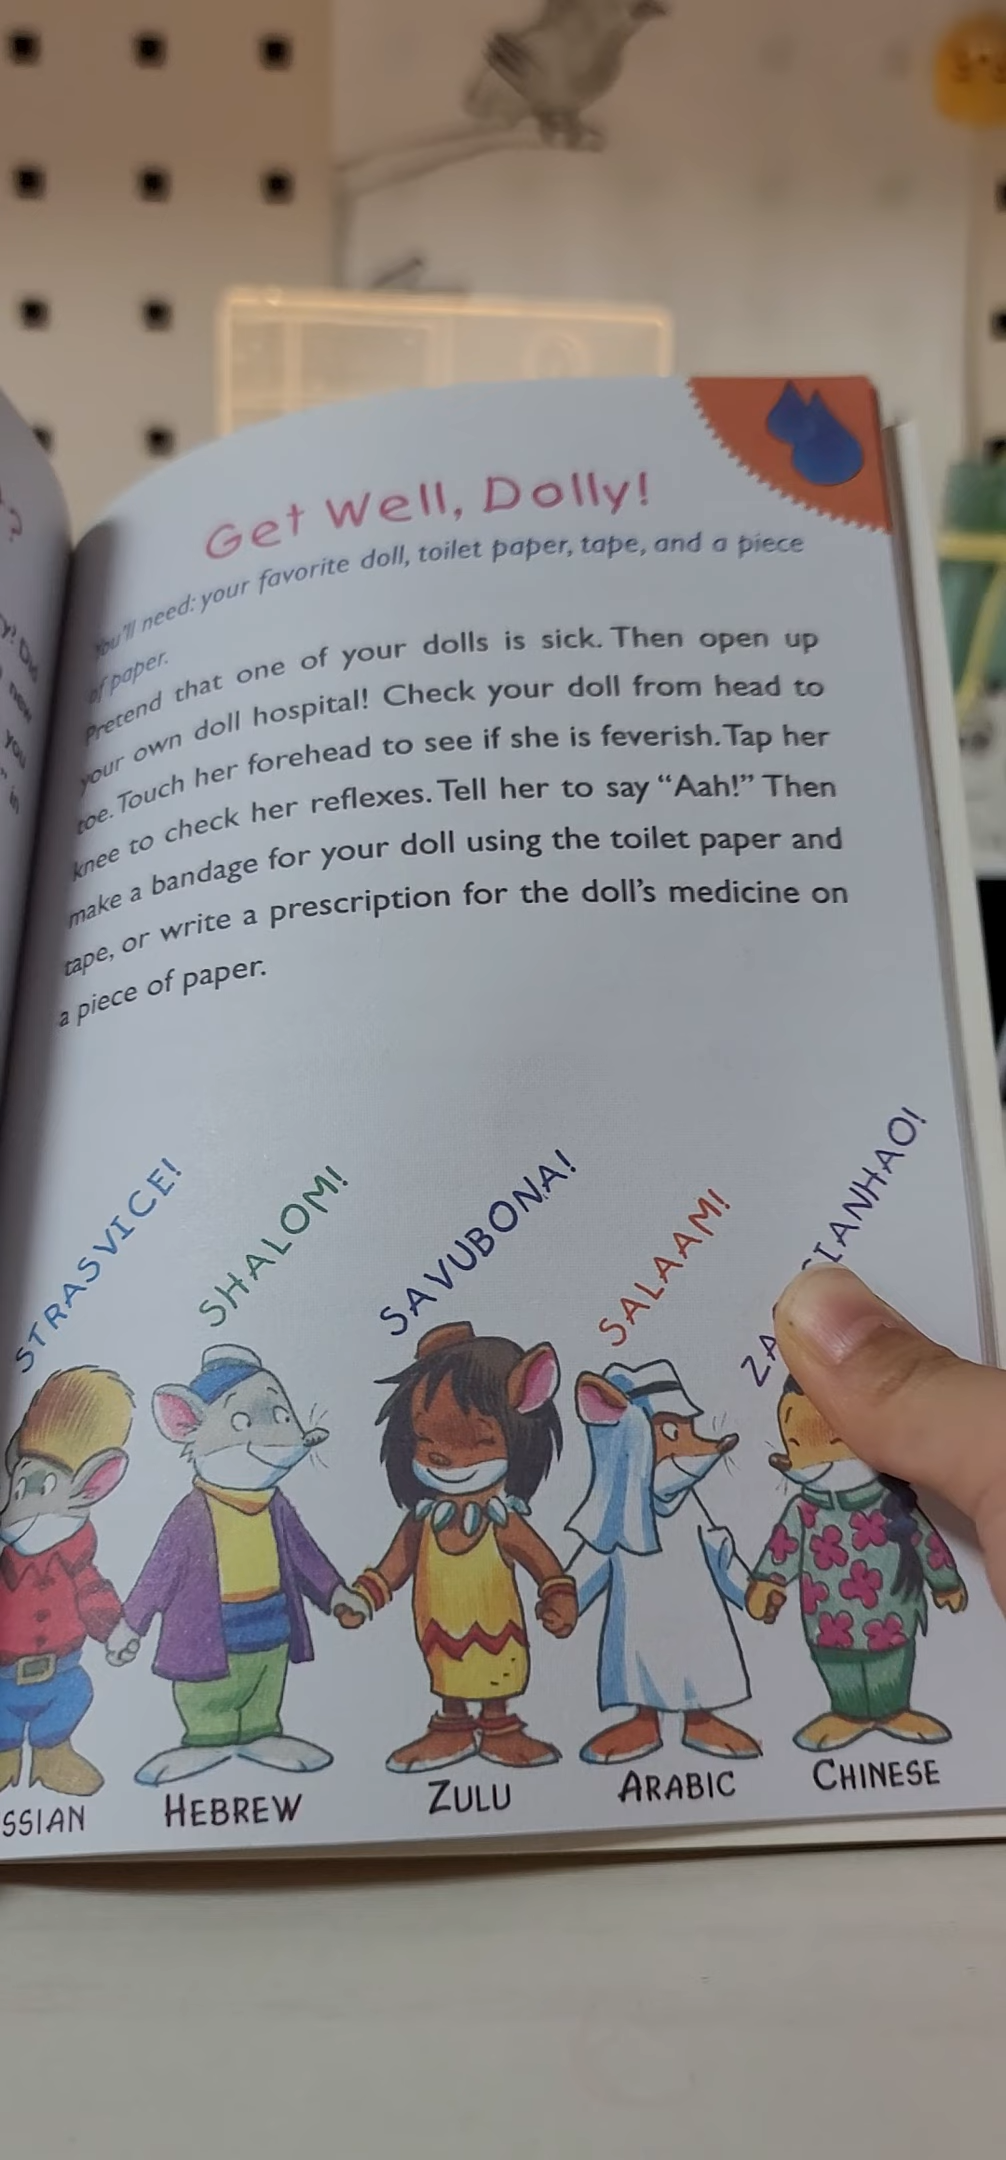 ?
Get Well, Dolly!
You'll need: your favorite doll, toilet paper, tape, and a piece
of paper.
Pretend that one of your dolls is sick. Then open up
your own doll hospital! Check your doll from head to
toe. Touch her forehead to see if she is feverish. Tap her
knee to check her reflexes. Tell her to say “Aah!” Then
make a bandage for your doll using the toilet paper and
tape, or write a prescription for the doll’s medicine on
a piece of paper.
STRASVICE!
SHALOM!
SAVUBONA!
SALAAM!
ZA IANHAO!
SSIAN
HEBREW
ZULU
ARABIC
CHINESE